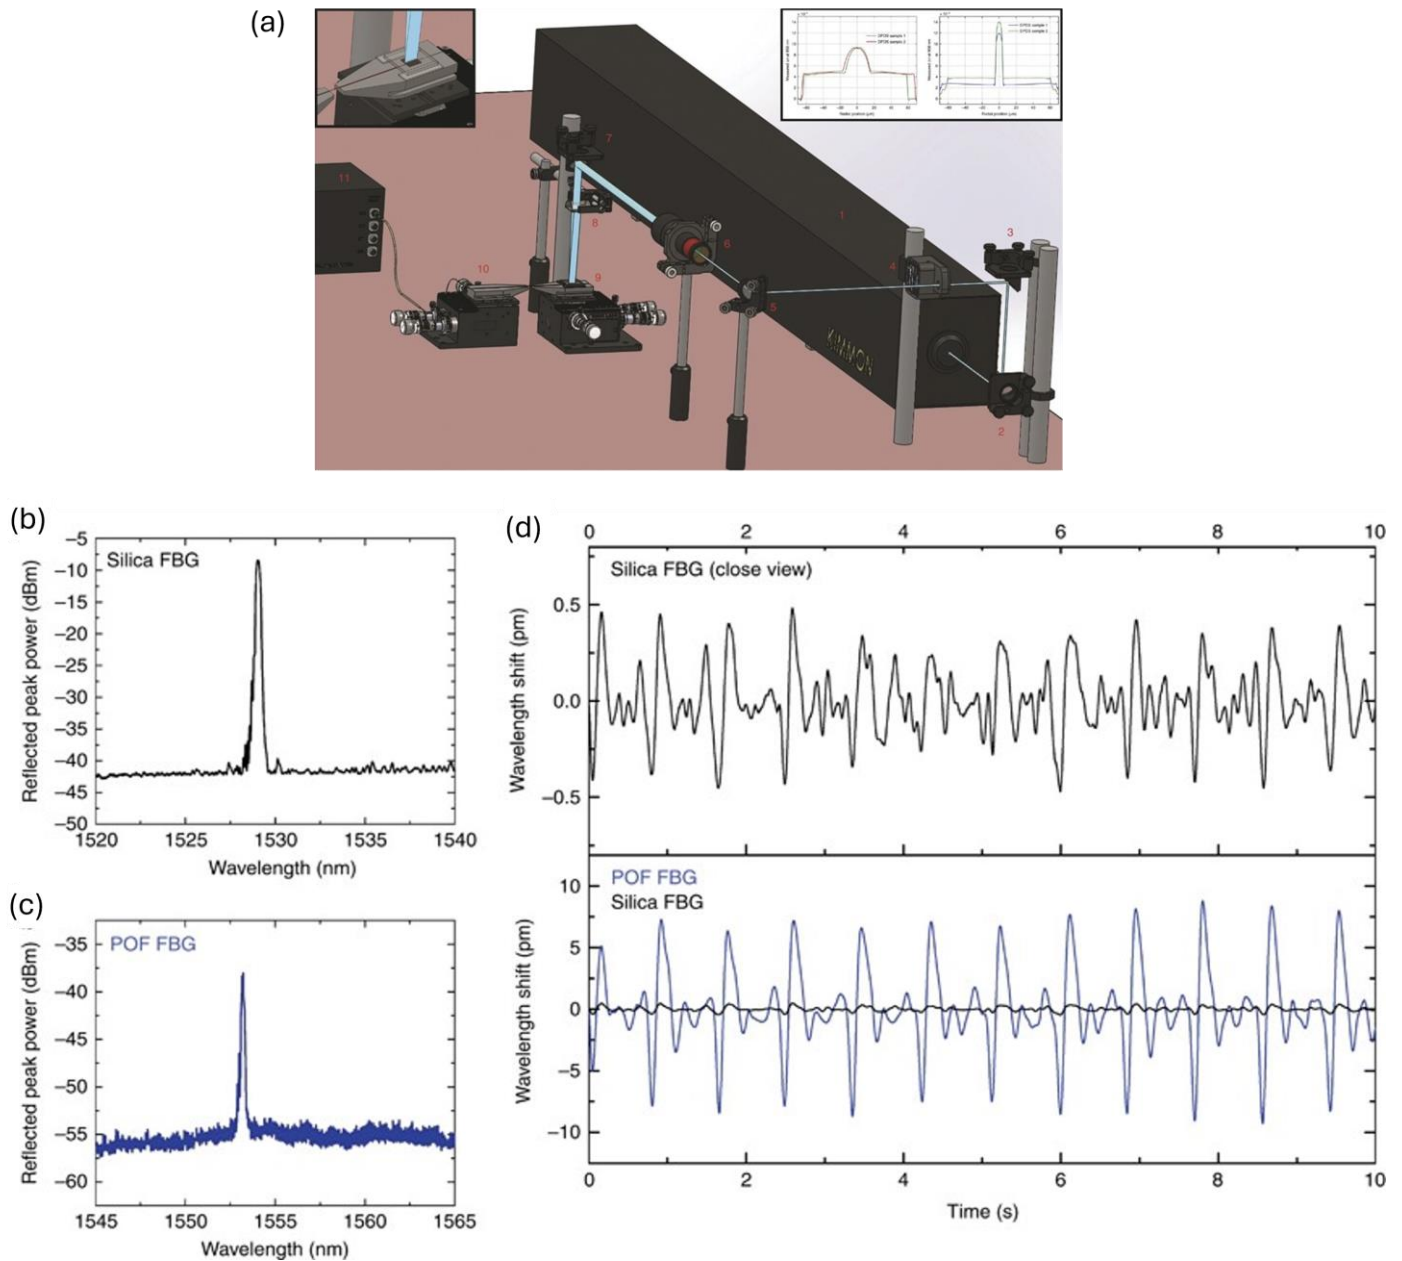 (a)
11
10
9
7
8
6
5
1
4
3
2
KIMMON
(b)
Silica FBG
Reflected peak power (dBm)
−5
−10
−15
−20
−25
−30
−35
−40
−45
−50
1520 1525 1530 1535 1540
Wavelength (nm)
(c)
POF FBG
Reflected peak power (dBm)
−35
−40
−45
−50
−55
−60
1545 1550 1555 1560 1565
Wavelength (nm)
(d)
0 2 4 6 8 10
Silica FBG (close view)
Wavelength shift (pm)
0.5
0.0
−0.5
POF FBG
Silica FBG
Wavelength shift (pm)
10
5
0
−5
−10
0 2 4 6 8 10
Time (s)